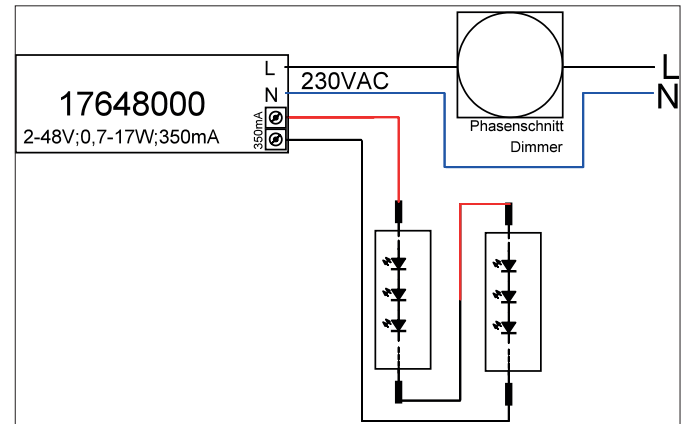 L
L
230VAC
N
N
17648000
350mA
2-48V;0,7-17W;350mA
Phasenschnitt
Dimmer